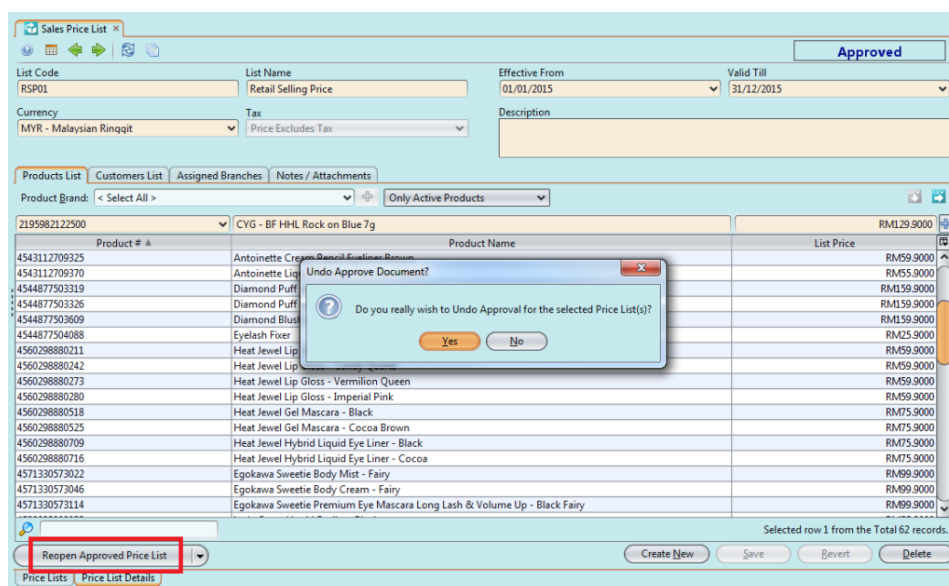 Sales Price List
Approved
List Code List Name Effective From Valid Till
RSP01 Retail Selling Price 01/01/2015 31/12/2015
Currency Tax Description
MYR - Malaysian Ringgit Price Excludes Tax
Products List Customers List Assigned Branches Notes / Attachments
Product Brand: < Select All > Only Active Products
2195982122500 CYG - BF HHL Rock on Blue 7g RM129.9000
Product # Product Name List Price
4543112709325 Antoinette Cream Pencil Eyeliner Brown RM59.9000
4543112709370 Antoinette Liq RM55.9000
Undo Approve Document?
4544877503319 Diamond Puff RM159.9000
4544877503326 Diamond Puff RM159.9000
Do you really wish to Undo Approval for the selected Price List(s)?
4544877503609 Diamond Blus RM159.9000
4544877504088 Eyelash Fixer RM25.9000
Yes No
4560298880211 Heat Jewel Lip RM59.9000
4560298880242 Heat Jewel Lip RM59.9000
4560298880273 Heat Jewel Lip Gloss - Vermilion Queen RM59.9000
4560298880280 Heat Jewel Lip Gloss - Imperial Pink RM59.9000
4560298880518 Heat Jewel Gel Mascara - Black RM75.9000
4560298880525 Heat Jewel Gel Mascara - Cocoa Brown RM75.9000
4560298880709 Heat Jewel Hybrid Liquid Eye Liner - Black RM75.9000
4560298880716 Heat Jewel Hybrid Liquid Eye Liner - Cocoa RM75.9000
4571330573022 Egokawa Sweetie Body Mist - Fairy RM99.9000
4571330573046 Egokawa Sweetie Body Cream - Fairy RM99.9000
4571330573114 Egokawa Sweetie Premium Eye Mascara Long Lash & Volume Up - Black Fairy RM99.9000
Selected row 1 from the Total 62 records.
Reopen Approved Price List Create New Save Revert Delete
Price Lists Price List Details